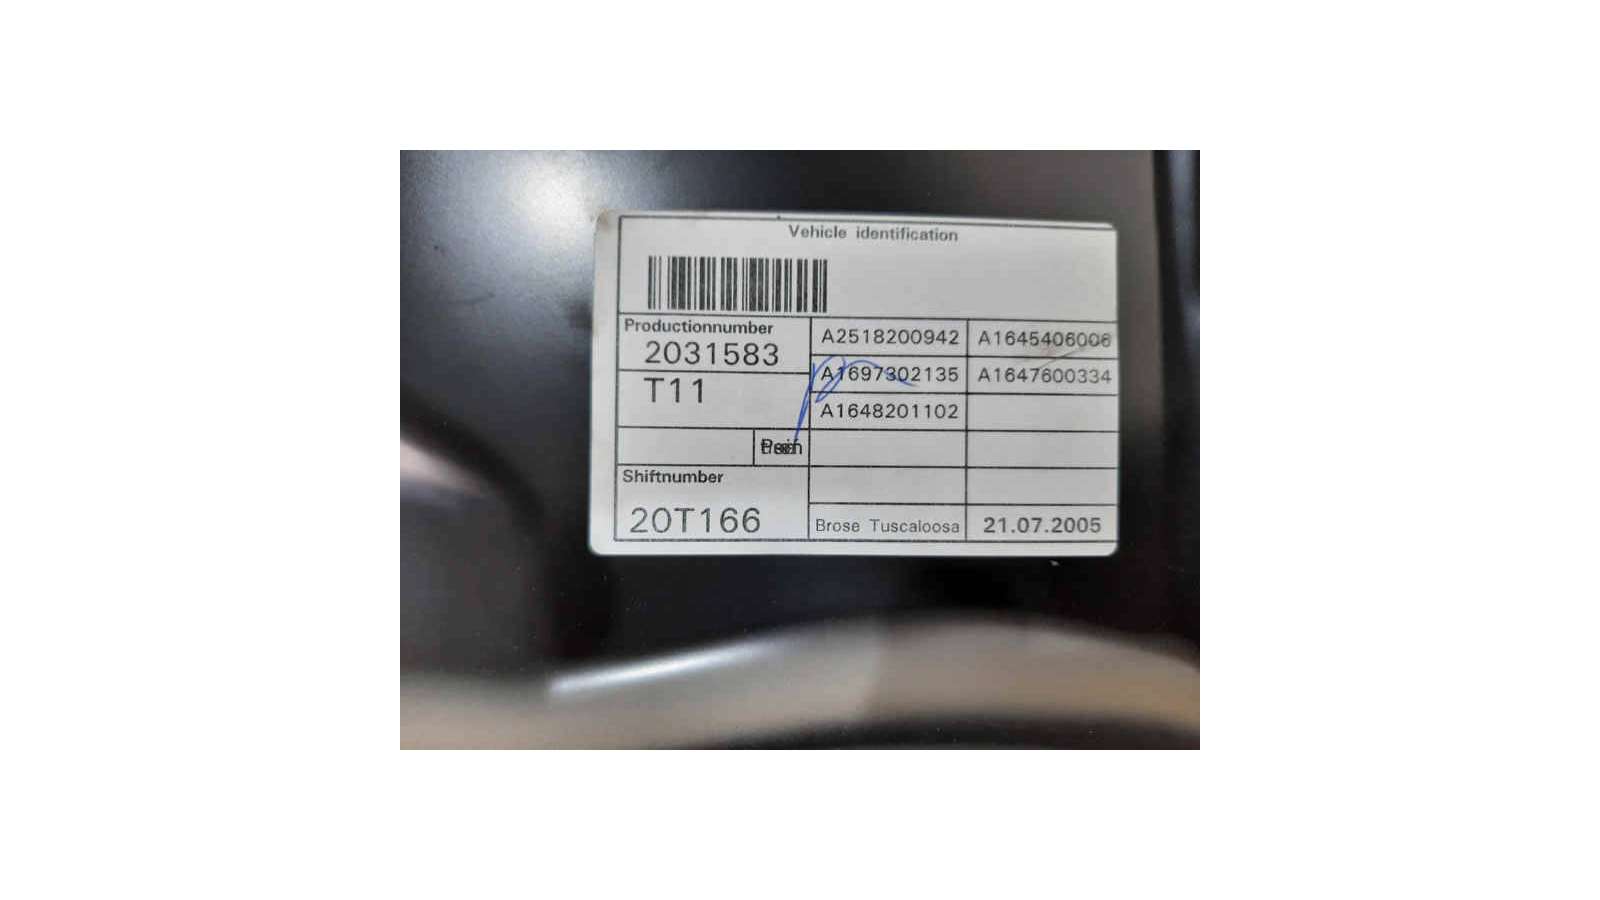 Vehicle identification
Productionnumber
2031583
T11
Shiftnumber
20T166
A2518200942 A1645406006
A1697302135 A1647600334
A1648201102
Brose Tuscaloosa 21.07.2005